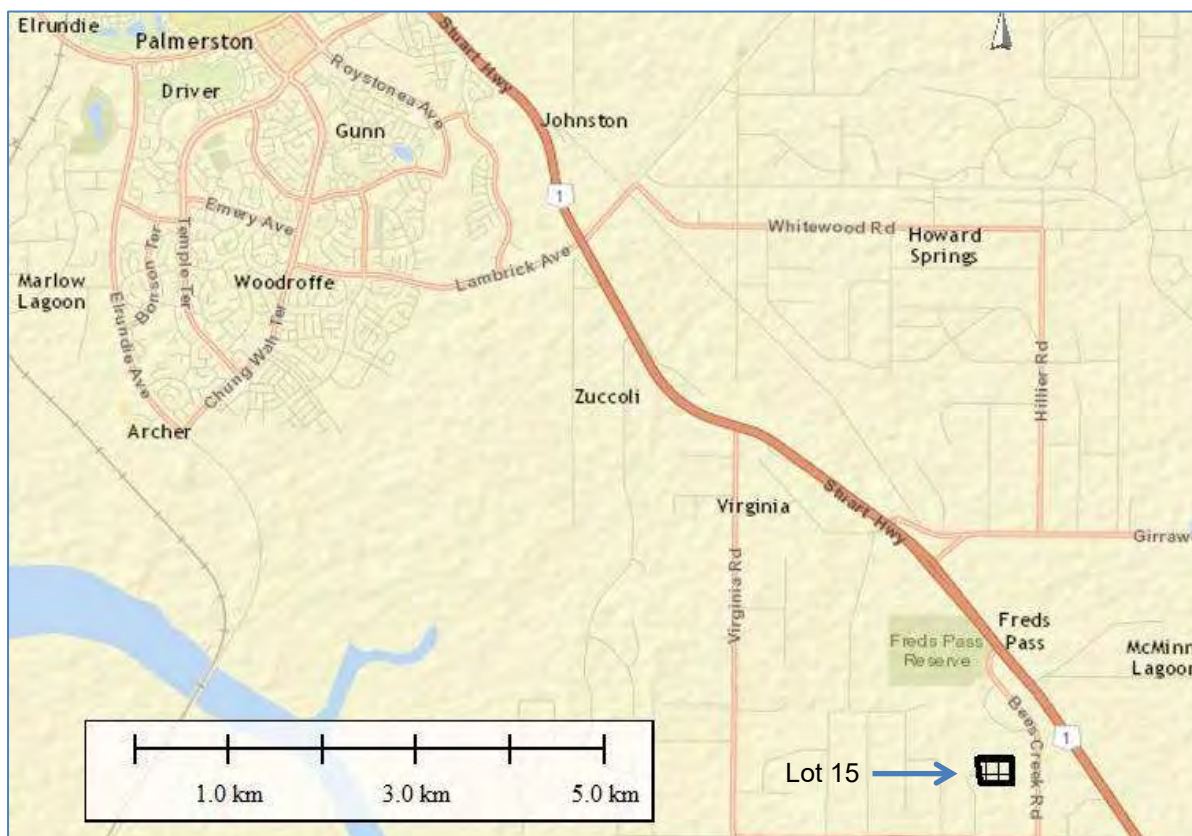 Elrundie
Palmerston
Stuart Hwy
Roystonea Ave
Driver
Gunn
Johnston
1
Whitewood Rd
Howard
Springs
Emery Ave
Temple Ter
Bonson Ter
Marlow
Lagoon
Woodroffe
Lambrick Ave
Elrundie Ave
Chung Wah Ter
Hillier Rd
Zuccoli
Archer
Virginia
Stuart Hwy
Girraw
Virginia Rd
Freds
Pass
Freds Pass
Reserve
McMinn
Lagoon
Bees Creek Rd
1
Lot 15
1.0 km
3.0 km
5.0 km